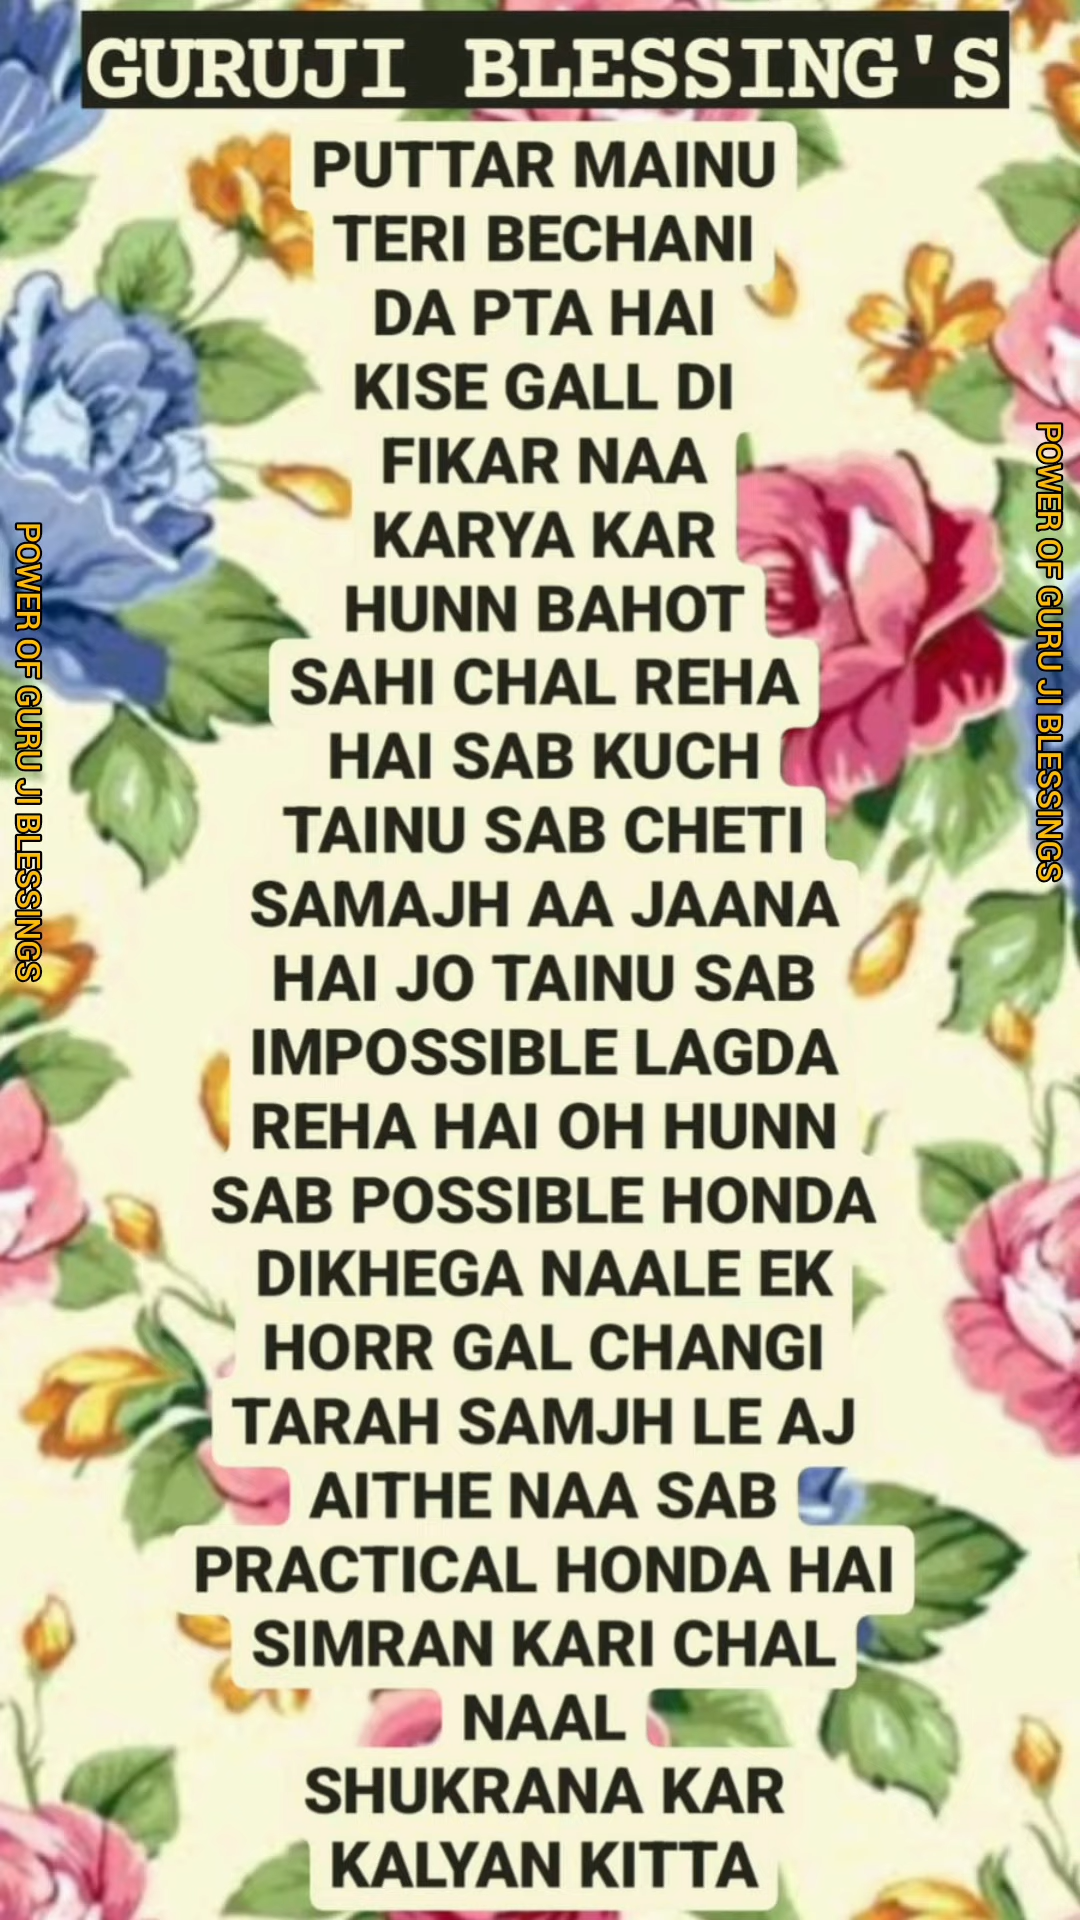 GURUJI BLESSING'S
PUTTAR MAINU
TERI BECHANI
DA PTA HAI
KISE GALL DI
FIKAR NAA
KARYA KAR
HUNN BAHOT
SAHI CHAL REHA
HAI SAB KUCH
TAINU SAB CHETI
SAMAJH AA JAANA
HAI JO TAINU SAB
IMPOSSIBLE LAGDA
REHA HAI OH HUNN
SAB POSSIBLE HONDA
DIKHEGA NAALE EK
HORR GAL CHANGI
TARAH SAMJH LE AJ
AITHE NAA SAB
PRACTICAL HONDA HAI
SIMRAN KARI CHAL
NAAL
SHUKRANA KAR
KALYAN KITTA
POWER OF GURU JI BLESSINGS
POWER OF GURU JI BLESSINGS